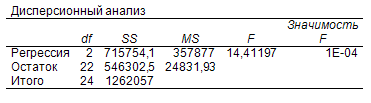 Дисперсионный анализ
df SS MS F Значимость F
Регрессия 2 715754,1 357877 14,41197 1E-04
Остаток 22 546302,5 24831,93
Итого 24 1262057